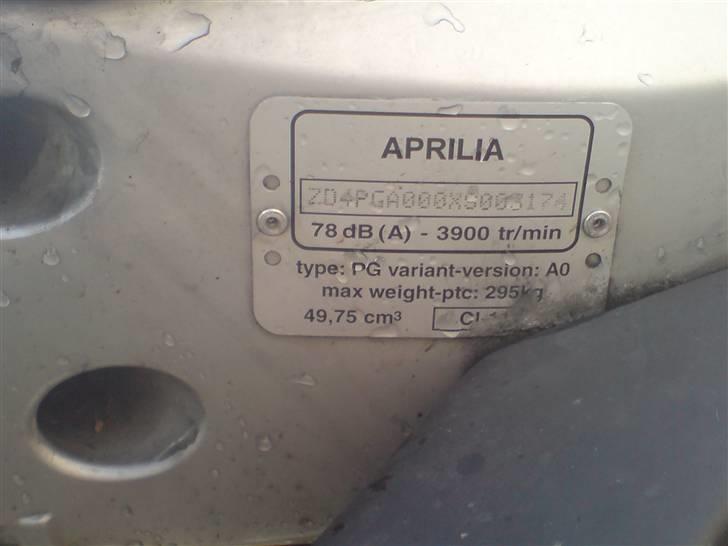 APRILIA
ZD4PGA000XS003174
78 dB (A) - 3900 tr/min
type: PG variant-version: A0
max weight-ptc: 295kg
49,75 cm³